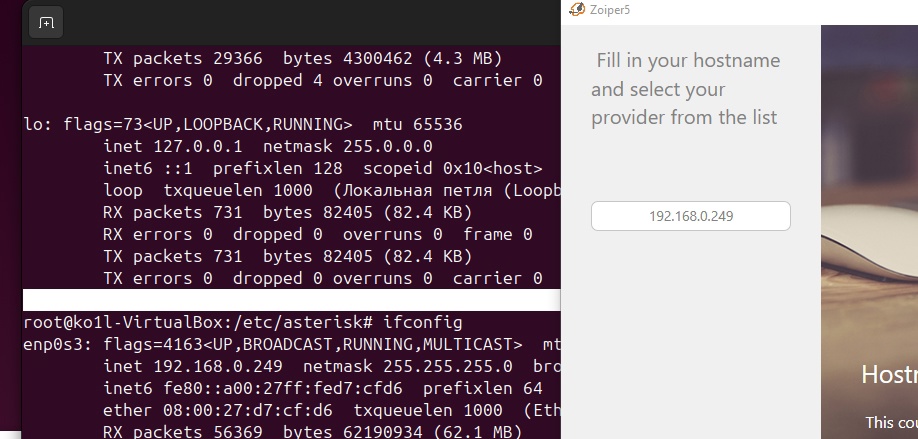 TX packets 29366  bytes 4300462 (4.3 MB)
TX errors 0  dropped 4 overruns 0  carrier 0
lo: flags=73<UP,LOOPBACK,RUNNING>  mtu 65536
inet 127.0.0.1  netmask 255.0.0.0
inet6 ::1  prefixlen 128  scopeid 0x10<host>
loop  txqueuelen 1000  (Локальная петля (Loopb
RX packets 731  bytes 82405 (82.4 KB)
RX errors 0  dropped 0  overruns 0  frame 0
TX packets 731  bytes 82405 (82.4 KB)
TX errors 0  dropped 0 overruns 0  carrier 0
root@ko1l-VirtualBox:/etc/asterisk# ifconfig
enp0s3: flags=4163<UP,BROADCAST,RUNNING,MULTICAST>  mt
inet 192.168.0.249  netmask 255.255.255.0  bro
inet6 fe80::a00:27ff:fed7:cfd6  prefixlen 64
ether 08:00:27:d7:cf:d6  txqueuelen 1000  (Eth
RX packets 56369  bytes 62190934 (62.1 MB)
Zoiper5
Fill in your hostname
and select your
provider from the list
192.168.0.249
Hostn
This cou